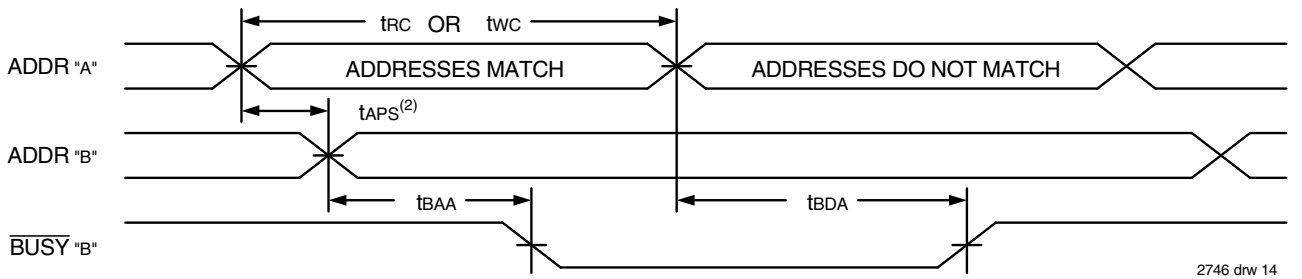 tRC OR tWC
ADDR "A"
ADDRESSES MATCH
ADDRESSES DO NOT MATCH
tAPS(2)
ADDR "B"
tBAA
tBDA
BUSY "B"
2746 drw 14